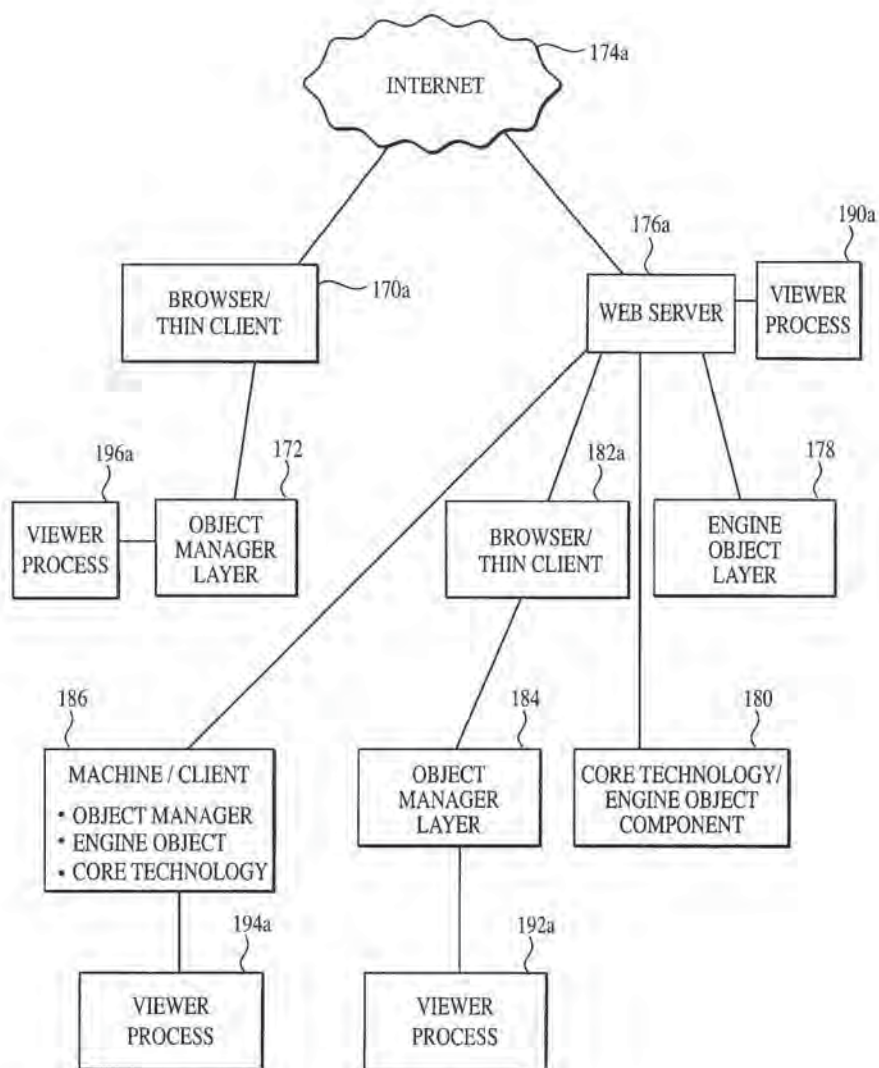 174a
INTERNET
190a
176a
BROWSER/
THIN CLIENT
170a
WEB SERVER
VIEWER
PROCESS
196a
172
182a
178
VIEWER
PROCESS
OBJECT
MANAGER
LAYER
BROWSER/
THIN CLIENT
ENGINE
OBJECT
LAYER
186
184
180
MACHINE / CLIENT
• OBJECT MANAGER
• ENGINE OBJECT
• CORE TECHNOLOGY
OBJECT
MANAGER
LAYER
CORE TECHNOLOGY/
ENGINE OBJECT
COMPONENT
194a
192a
VIEWER
PROCESS
VIEWER
PROCESS